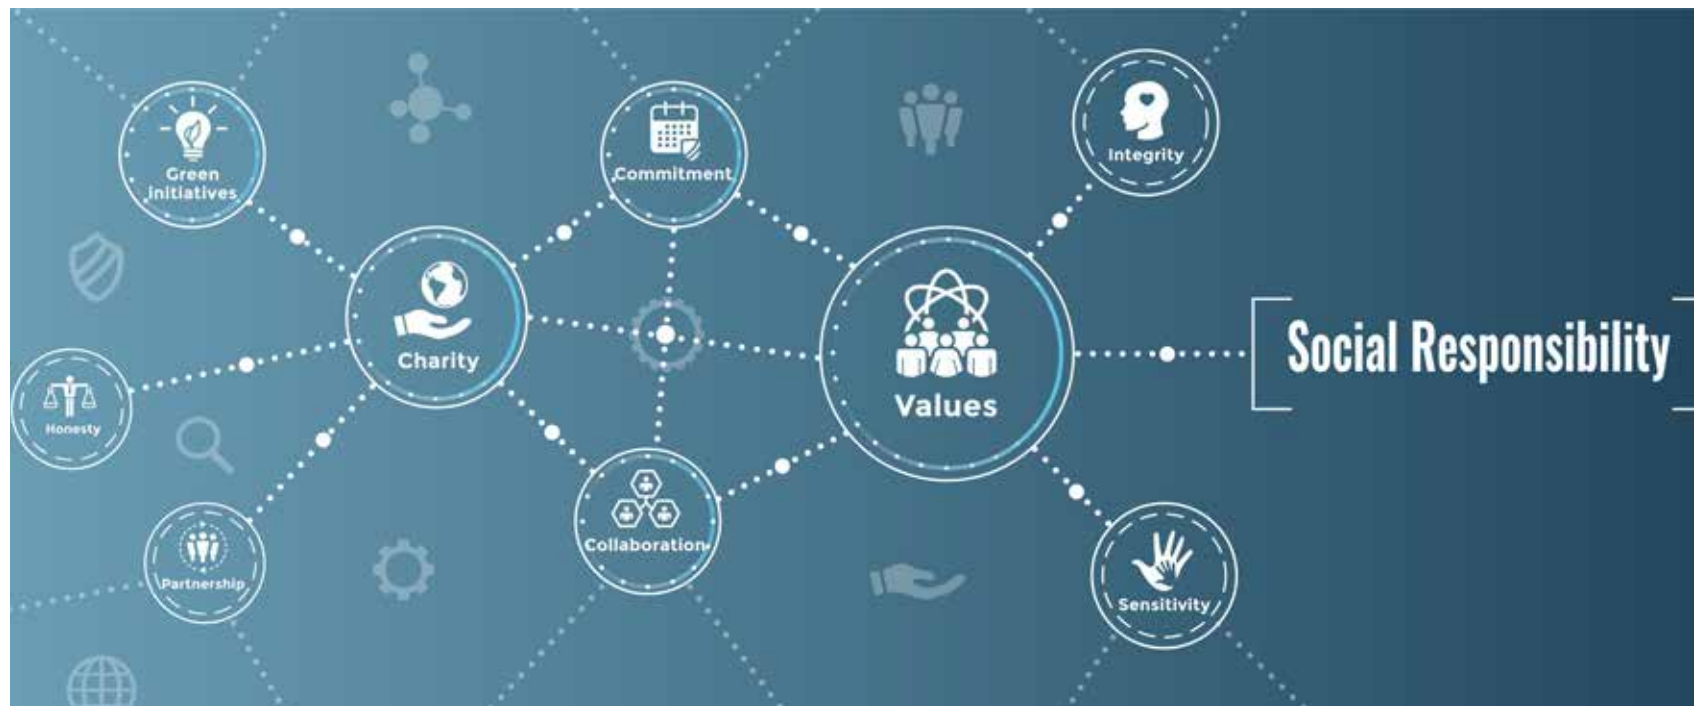 Green
initiatives
Commitment
Integrity
Charity
Values
Social Responsibility
Honesty
Collaboration
Partnership
Sensitivity